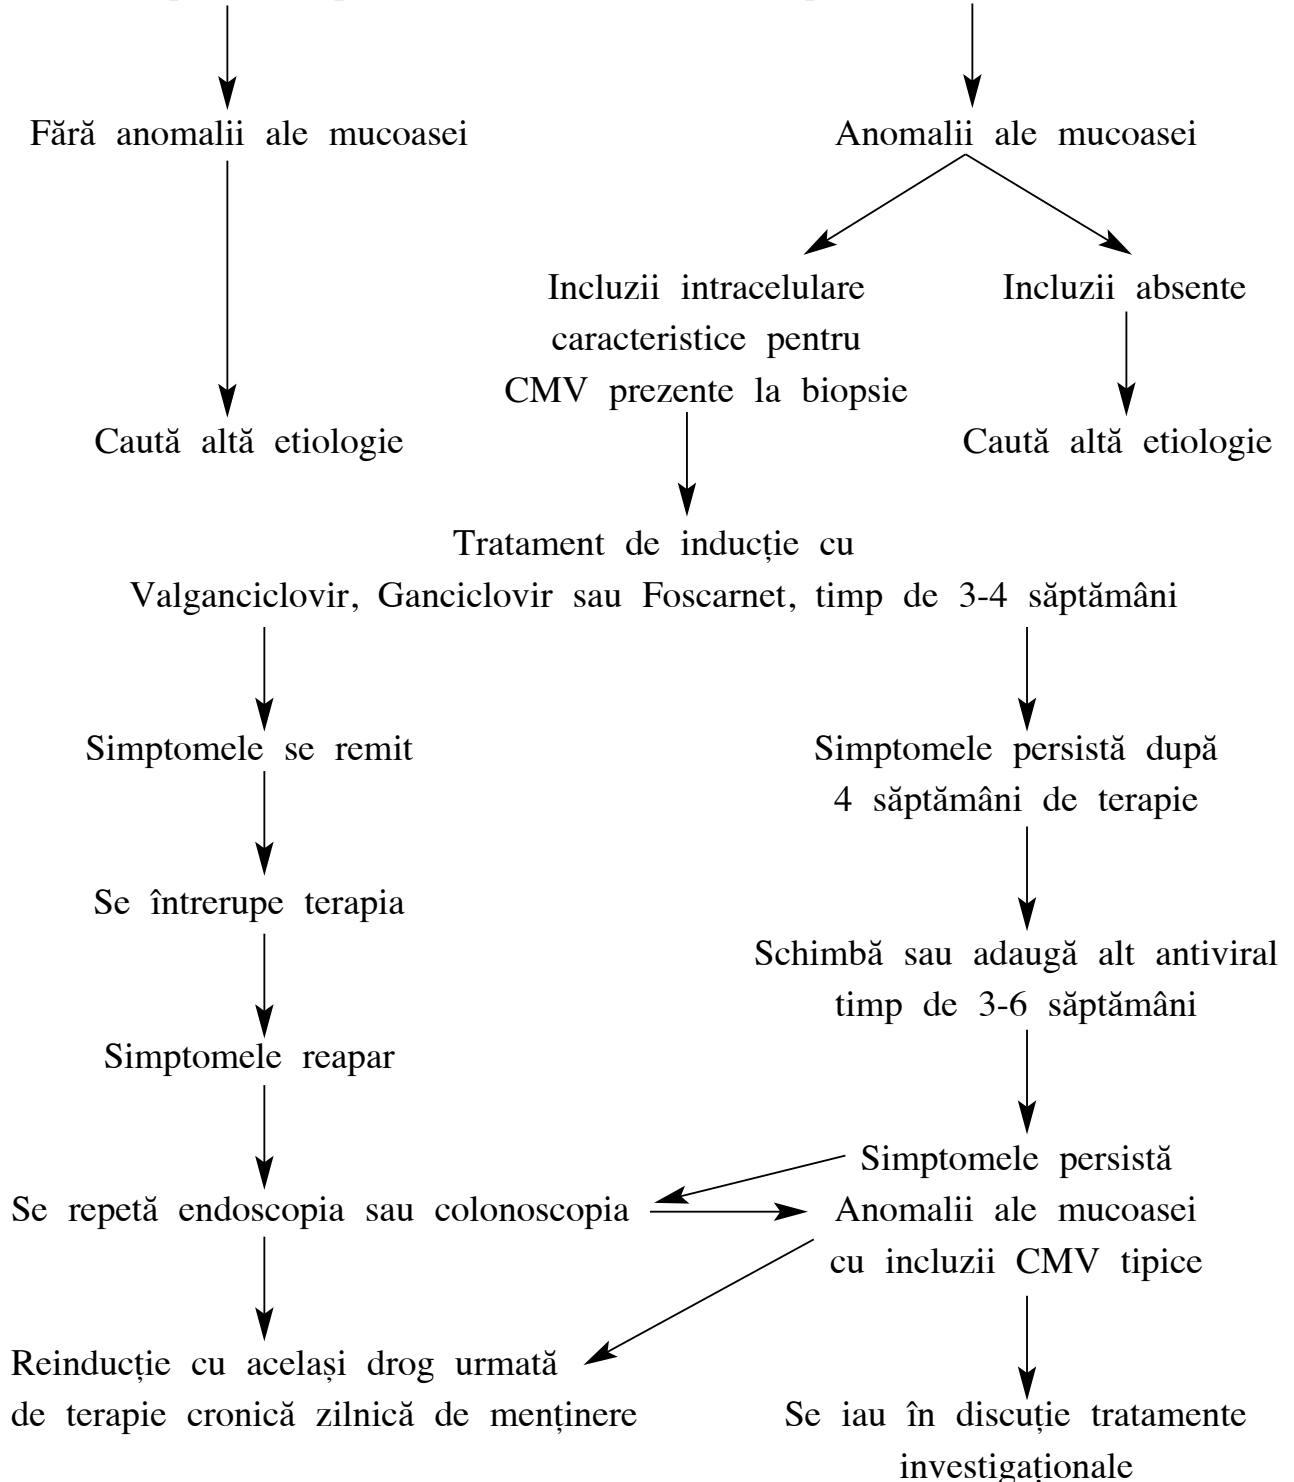 Fără anomalii ale mucoasei
Anomalii ale mucoasei
Incluzii intracelulare
caracteristice pentru
CMV prezente la biopsie
Incluzii absente
Caută altă etiologie
Caută altă etiologie
Tratament de inducție cu
Valganciclovir, Ganciclovir sau Foscarnet, timp de 3-4 săptămâni
Simptomele se remit
Simptomele persistă după
4 săptămâni de terapie
Se întrerupe terapia
Schimbă sau adaugă alt antiviral
timp de 3-6 săptămâni
Simptomele reapar
Simptomele persistă
Se repetă endoscopia sau colonoscopia
Anomalii ale mucoasei
cu incluzii CMV tipice
Reinducție cu același drog urmată
de terapie cronică zilnică de menținere
Se iau în discuție tratamente
investigaționale